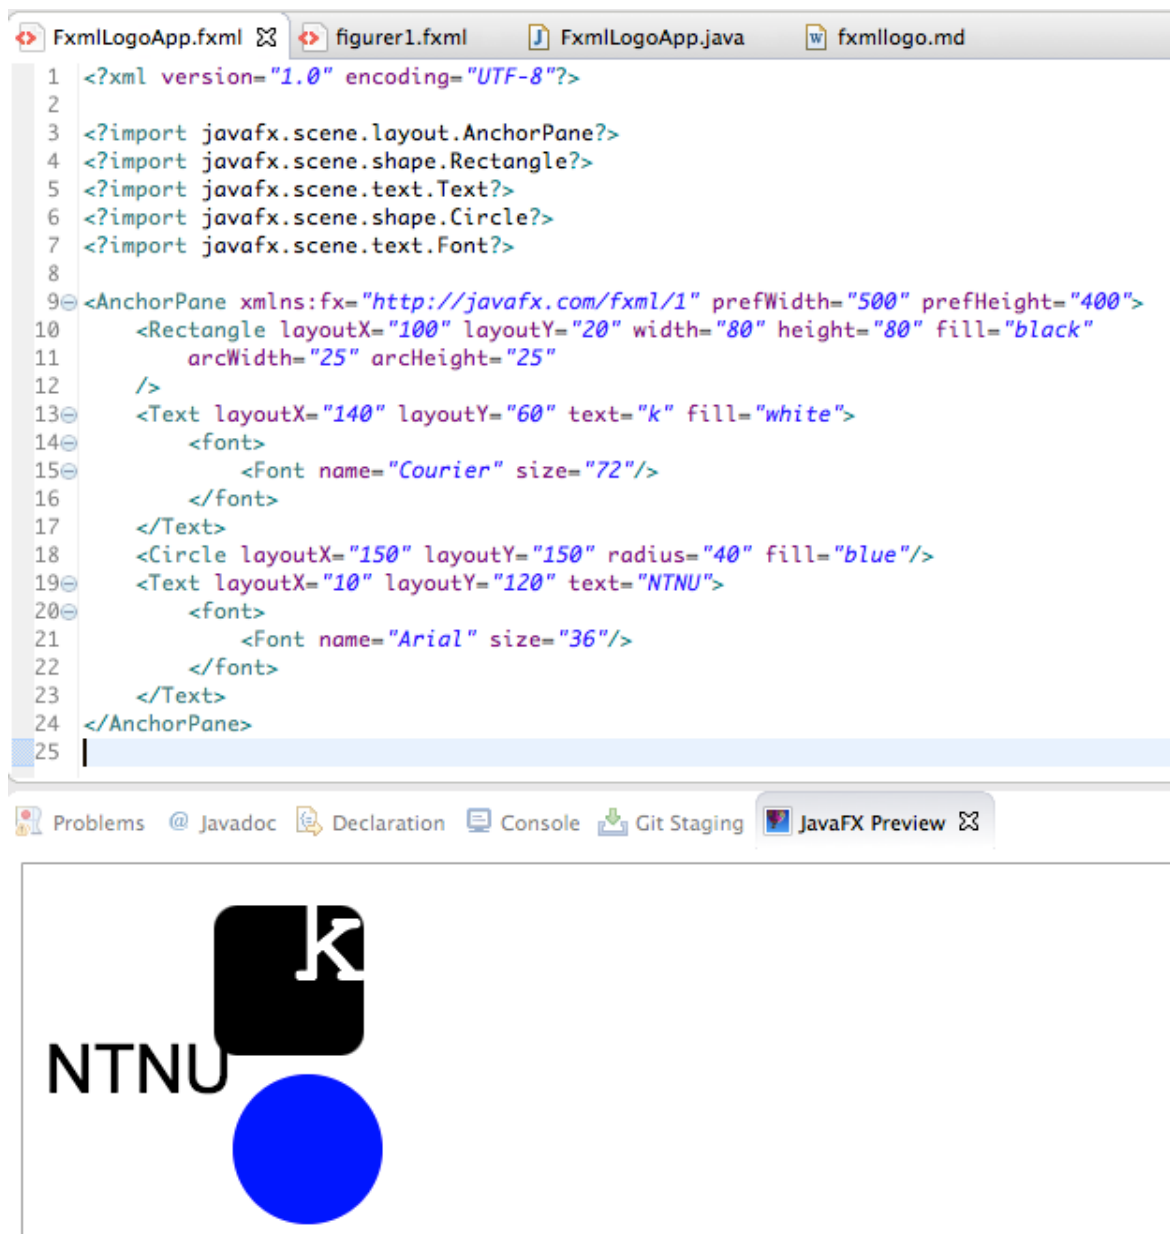 FxmlLogoApp.fxml figurer1.fxml FxmlLogoApp.java fxmllogo.md
1 <?xml version="1.0" encoding="UTF-8"?>
2
3 <?import javafx.scene.layout.AnchorPane?>
4 <?import javafx.scene.shape.Rectangle?>
5 <?import javafx.scene.text.Text?>
6 <?import javafx.scene.shape.Circle?>
7 <?import javafx.scene.text.Font?>
8
9 <AnchorPane xmlns:fx="http://javafx.com/fxml/1" prefWidth="500" prefHeight="400">
10     <Rectangle layoutX="100" layoutY="20" width="80" height="80" fill="black"
11         arcWidth="25" arcHeight="25"
12     />
13     <Text layoutX="140" layoutY="60" text="k" fill="white">
14         <font>
15             <Font name="Courier" size="72"/>
16         </font>
17     </Text>
18     <Circle layoutX="150" layoutY="150" radius="40" fill="blue"/>
19     <Text layoutX="10" layoutY="120" text="NTNU">
20         <font>
21             <Font name="Arial" size="36"/>
22         </font>
23     </Text>
24 </AnchorPane>
25
Problems @ Javadoc Declaration Console Git Staging JavaFX Preview
k
NTNU